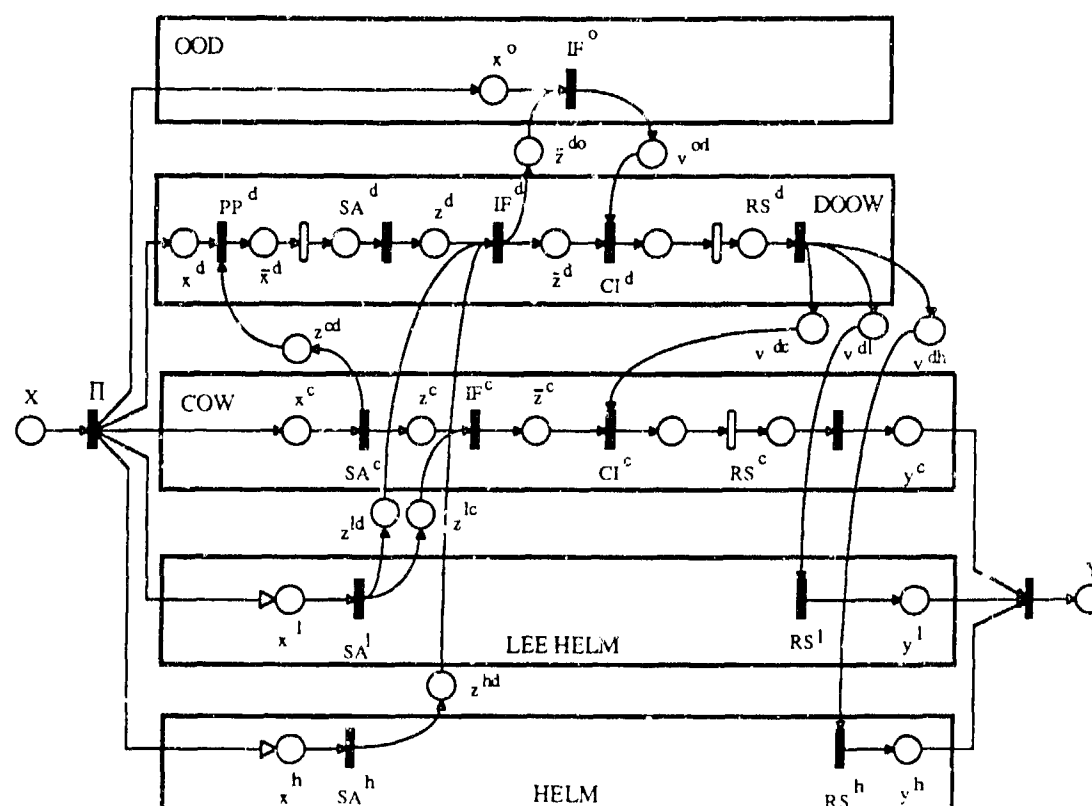 OOD
x^o
IF^o
z̈^do
v^od
PP^d
SA^d
z^d
IF^d
RS^d
DOOW
x^d
x̄^d
z̃^d
CI^d
z^cd
v^dc
v^dl
v^dh
X
Π
COW
x^c
z^c
IF^c
z̄^c
SA^c
CI^c
RS^c
y^c
z^ld
z^lc
x^l
SA^l
LEE HELM
RS^l
y^l
z^hd
x^h
SA^h
HELM
RS^h
y^h